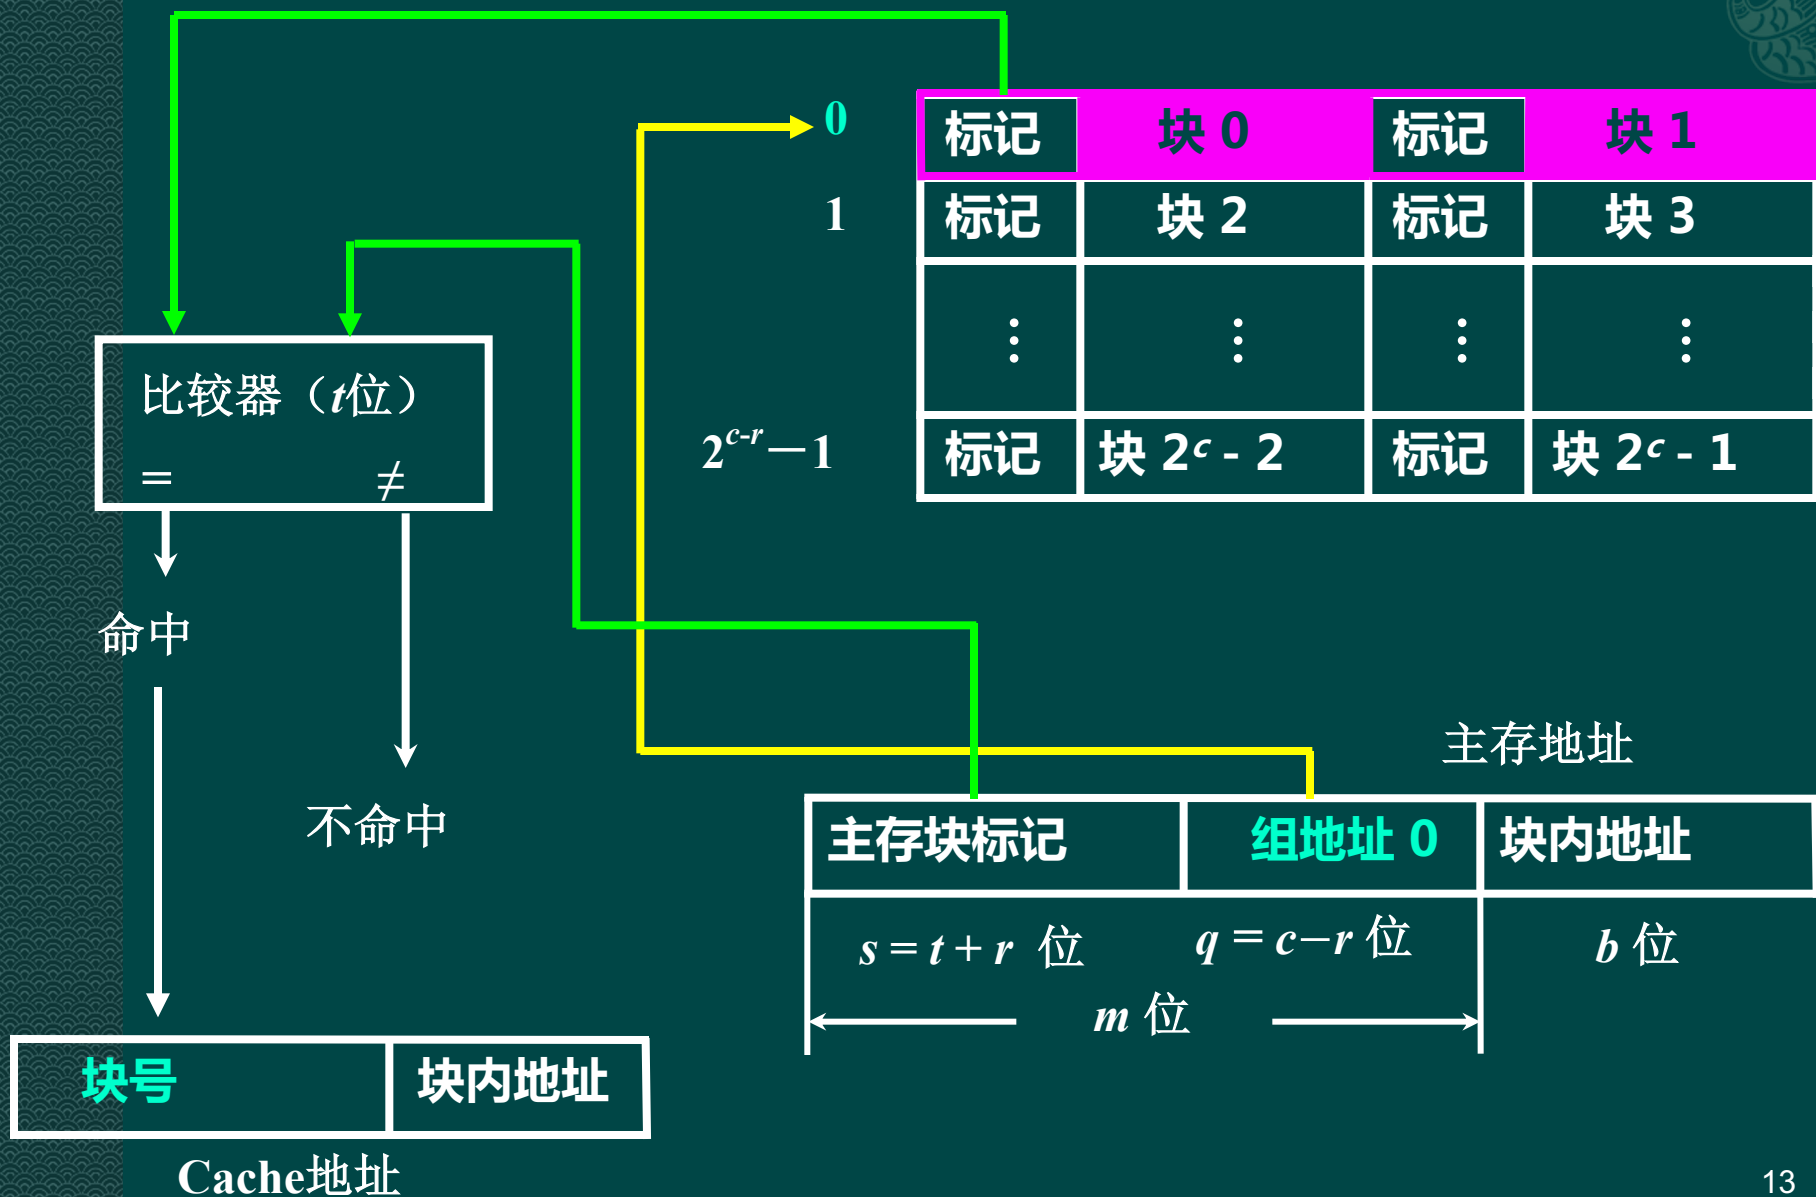 0 标记 块 0 标记 块 1
1 标记 块 2 标记 块 3
⋮ ⋮ ⋮ ⋮
2^{c-r}－1 标记 块 2^c - 2 标记 块 2^c - 1
比较器（t位）
= ≠
命中
不命中
主存地址
主存块标记 组地址 0 块内地址
s = t + r 位 q = c－r 位 b 位
m 位
块号 块内地址
Cache地址
13